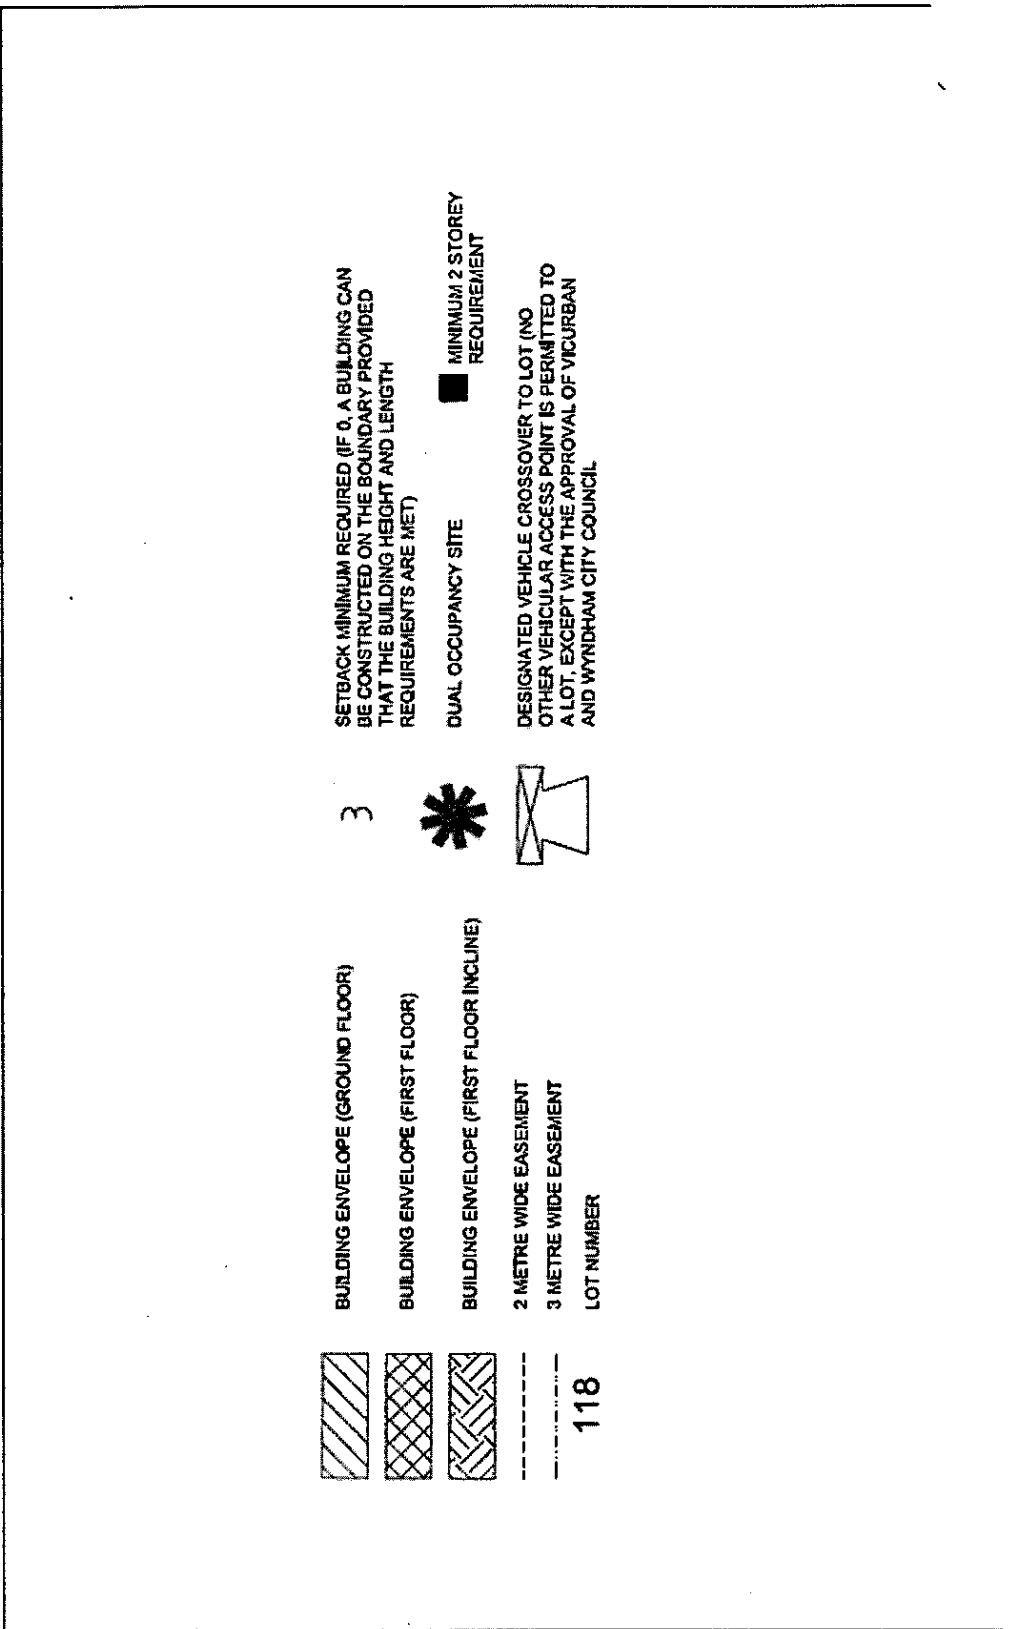 BUILDING ENVELOPE (GROUND FLOOR)
BUILDING ENVELOPE (FIRST FLOOR)
BUILDING ENVELOPE (FIRST FLOOR INCLINE)
2 METRE WIDE EASEMENT
3 METRE WIDE EASEMENT
118 LOT NUMBER
3 SETBACK MINIMUM REQUIRED (IF 0, A BUILDING CAN
BE CONSTRUCTED ON THE BOUNDARY PROVIDED
THAT THE BUILDING HEIGHT AND LENGTH
REQUIREMENTS ARE MET)
DUAL OCCUPANCY SITE
MINIMUM 2 STOREY
REQUIREMENT
DESIGNATED VEHICLE CROSSOVER TO LOT (NO
OTHER VEHICULAR ACCESS POINT IS PERMITTED TO
A LOT, EXCEPT WITH THE APPROVAL OF VICURBAN
AND WYNDHAM CITY COUNCIL